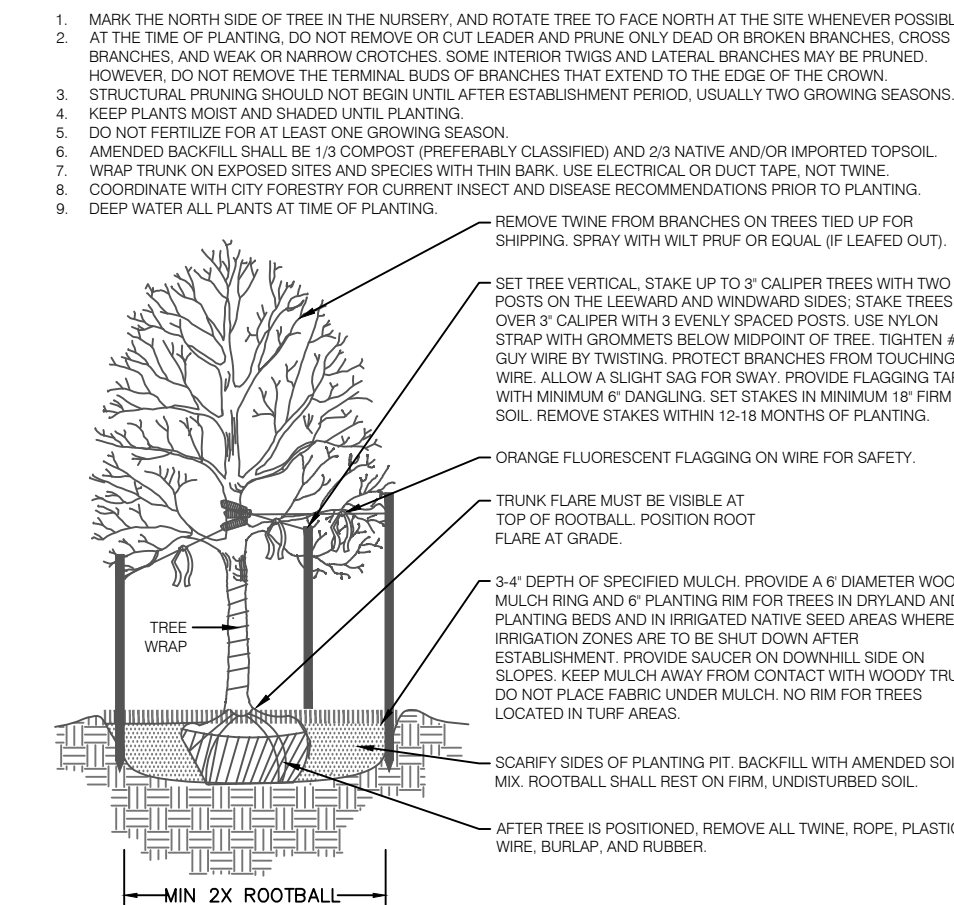 1. MARK THE NORTH SIDE OF TREE IN THE NURSERY, AND ROTATE TREE TO FACE NORTH AT THE SITE WHENEVER POSSIBL
2. AT THE TIME OF PLANTING, DO NOT REMOVE OR CUT LEADER AND PRUNE ONLY DEAD OR BROKEN BRANCHES, CROSS
BRANCHES, AND WEAK OR NARROW CROTCHES. SOME INTERIOR TWIGS AND LATERAL BRANCHES MAY BE PRUNED.
HOWEVER, DO NOT REMOVE THE TERMINAL BUDS OF BRANCHES THAT EXTEND TO THE EDGE OF THE CROWN.
3. STRUCTURAL PRUNING SHOULD NOT BEGIN UNTIL AFTER ESTABLISHMENT PERIOD, USUALLY TWO GROWING SEASONS.
4. KEEP PLANTS MOIST AND SHADED UNTIL PLANTING.
5. DO NOT FERTILIZE FOR AT LEAST ONE GROWING SEASON.
6. AMENDED BACKFILL SHALL BE 1/3 COMPOST (PREFERABLY CLASSIFIED) AND 2/3 NATIVE AND/OR IMPORTED TOPSOIL.
7. WRAP TRUNK ON EXPOSED SITES AND SPECIES WITH THIN BARK. USE ELECTRICAL OR DUCT TAPE, NOT TWINE.
8. COORDINATE WITH CITY FORESTRY FOR CURRENT INSECT AND DISEASE RECOMMENDATIONS PRIOR TO PLANTING.
9. DEEP WATER ALL PLANTS AT TIME OF PLANTING.
REMOVE TWINE FROM BRANCHES ON TREES TIED UP FOR
SHIPPING. SPRAY WITH WILT PRUF OR EQUAL (IF LEAFED OUT).
SET TREE VERTICAL, STAKE UP TO 3" CALIPER TREES WITH TWO
POSTS ON THE LEEWARD AND WINDWARD SIDES; STAKE TREES
OVER 3" CALIPER WITH 3 EVENLY SPACED POSTS. USE NYLON
STRAP WITH GROMMETS BELOW MIDPOINT OF TREE. TIGHTEN #
GUY WIRE BY TWISTING. PROTECT BRANCHES FROM TOUCHING
WIRE. ALLOW A SLIGHT SAG FOR SWAY. PROVIDE FLAGGING TAP
WITH MINIMUM 6" DANGLING. SET STAKES IN MINIMUM 18" FIRM
SOIL. REMOVE STAKES WITHIN 12-18 MONTHS OF PLANTING.
ORANGE FLUORESCENT FLAGGING ON WIRE FOR SAFETY.
TRUNK FLARE MUST BE VISIBLE AT
TOP OF ROOTBALL. POSITION ROOT
FLARE AT GRADE.
3-4" DEPTH OF SPECIFIED MULCH. PROVIDE A 6' DIAMETER WOO
MULCH RING AND 6" PLANTING RIM FOR TREES IN DRYLAND AND
PLANTING BEDS AND IN IRRIGATED NATIVE SEED AREAS WHERE
IRRIGATION ZONES ARE TO BE SHUT DOWN AFTER
ESTABLISHMENT. PROVIDE SAUCER ON DOWNHILL SIDE ON
SLOPES. KEEP MULCH AWAY FROM CONTACT WITH WOODY TRU
DO NOT PLACE FABRIC UNDER MULCH. NO RIM FOR TREES
LOCATED IN TURF AREAS.
TREE
WRAP
SCARIFY SIDES OF PLANTING PIT. BACKFILL WITH AMENDED SOI
MIX. ROOTBALL SHALL REST ON FIRM, UNDISTURBED SOIL.
AFTER TREE IS POSITIONED, REMOVE ALL TWINE, ROPE, PLASTIC
WIRE, BURLAP, AND RUBBER.
MIN 2X ROOTBALL